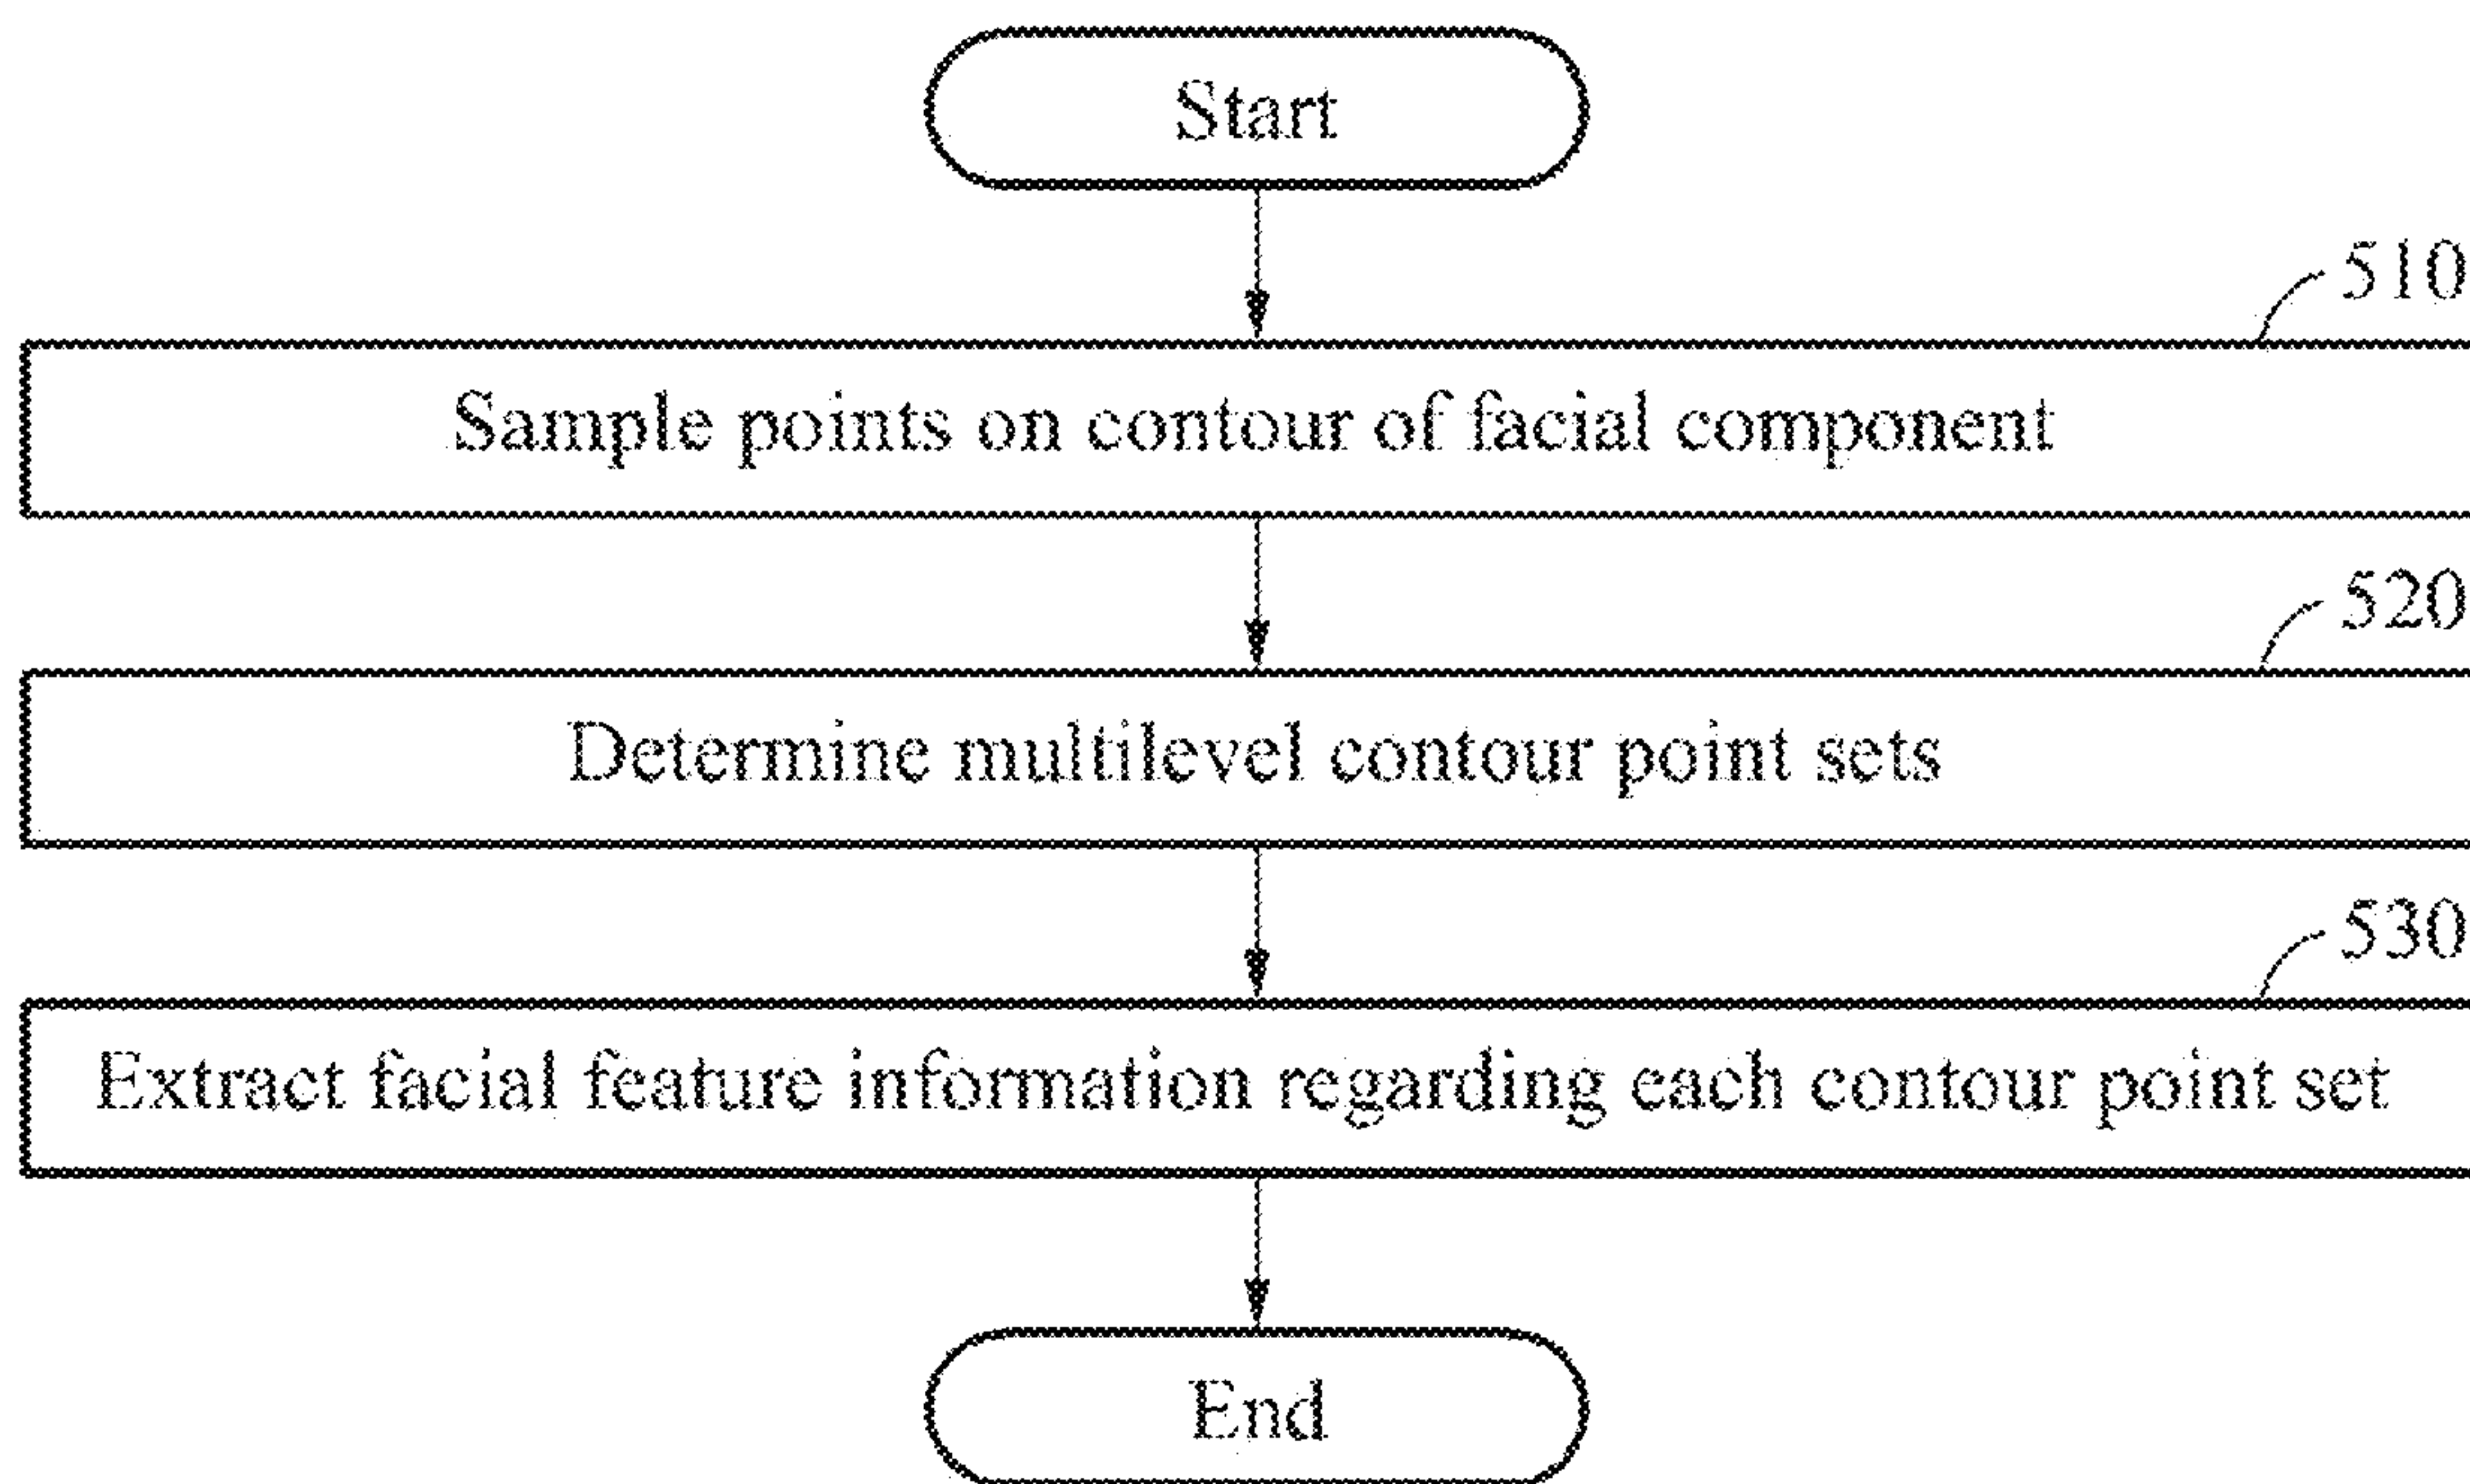 Start
510
Sample points on contour of facial component
520
Determine multilevel contour point sets
530
Extract facial feature information regarding each contour point set
End